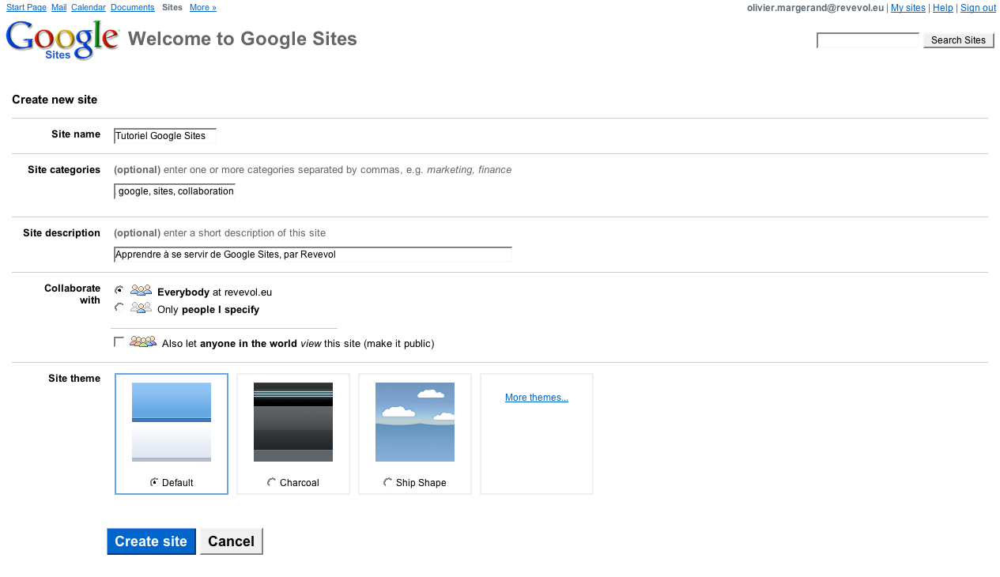 Start Page Mail Calendar Documents Sites More »
olivier.margerand@revevol.eu | My sites | Help | Sign out
Google
Sites
Welcome to Google Sites
Search Sites
Create new site
Site name
Tutoriel Google Sites
Site categories
(optional) enter one or more categories separated by commas, e.g. marketing, finance
google, sites, collaboration
Site description
(optional) enter a short description of this site
Apprendre à se servir de Google Sites, par Revevol
Collaborate
with
Everybody at revevol.eu
Only people I specify
Also let anyone in the world view this site (make it public)
Site theme
More themes...
Default
Charcoal
Ship Shape
Create site
Cancel